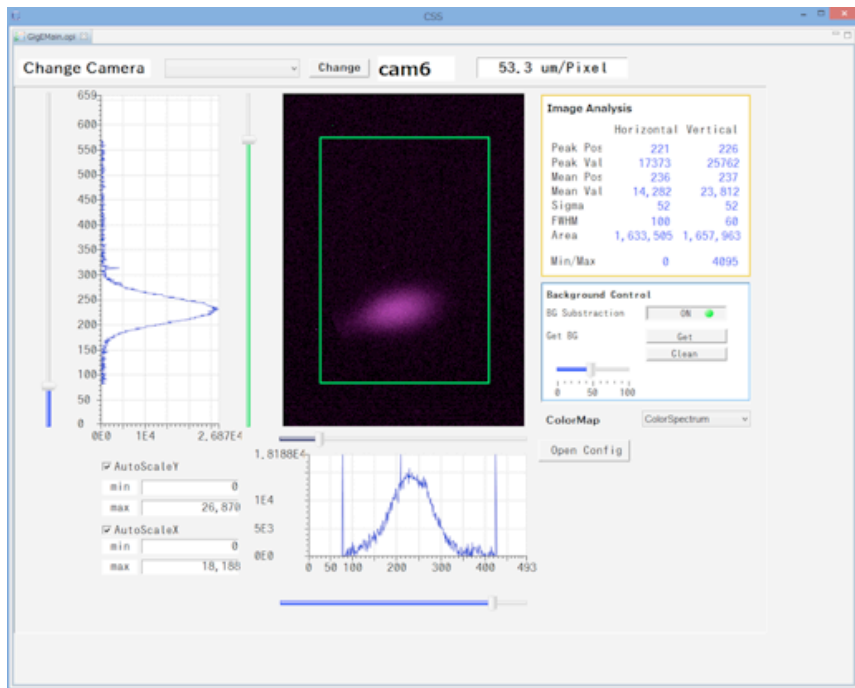 CSS
GigEMain.opi
Change Camera
Change
cam6
53.3 um/Pixel
659
600
550
500
450
400
350
300
250
200
150
100
50
0
0E0 1E4 2.687E4
Image Analysis
Horizontal Vertical
Peak Pos 221 226
Peak Val 17373 25762
Mean Pos 236 237
Mean Val 14,282 23,812
Sigma 52 52
FWHM 100 60
Area 1,633,505 1,657,963
Min/Max 0 4095
Background Control
BG Substraction ON
Get BG Get
Clean
0 50 100
ColorMap ColorSpectrum
Open Config
AutoScaleY
min 0
max 26,870
AutoScaleX
min 0
max 18,188
1.8188E4
1E4
5E3
0E0
0 50 100 200 300 400 493